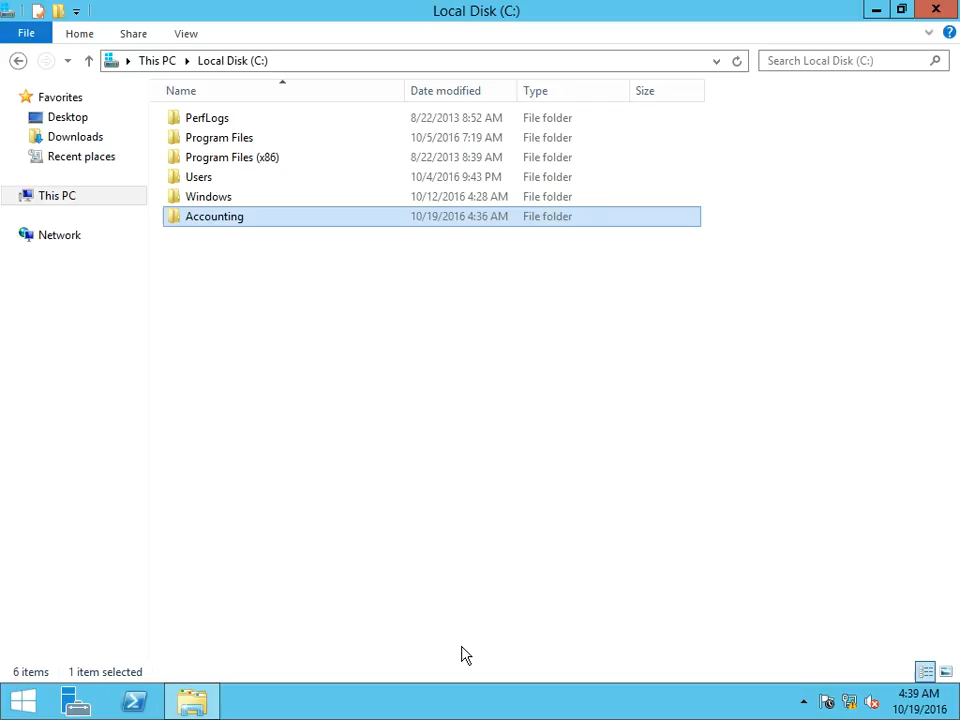 Local Disk (C:)
File Home Share View
This PC Local Disk (C:) Search Local Disk (C:)
Name Date modified Type Size
Favorites
Desktop
Downloads
Recent places
This PC
Network
PerfLogs 8/22/2013 8:52 AM File folder
Program Files 10/5/2016 7:19 AM File folder
Program Files (x86) 8/22/2013 8:39 AM File folder
Users 10/4/2016 9:43 PM File folder
Windows 10/12/2016 4:28 AM File folder
Accounting 10/19/2016 4:36 AM File folder
6 items 1 item selected
4:39 AM
10/19/2016